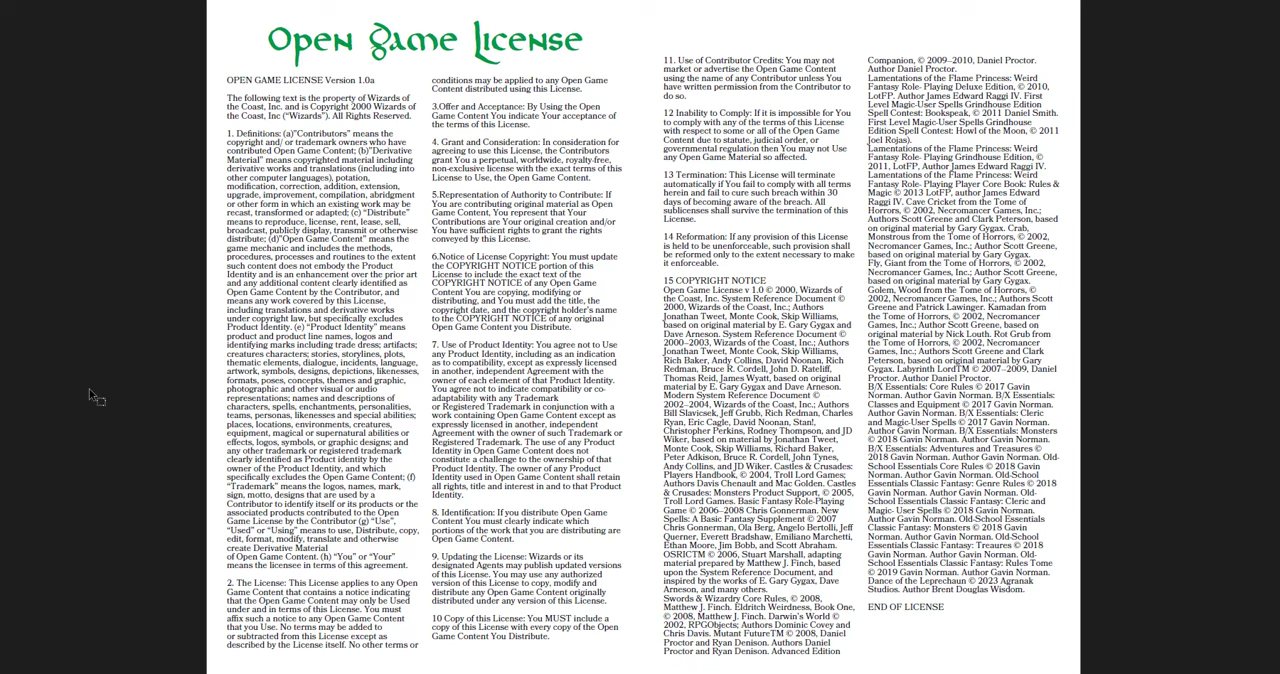 Open Game License
OPEN GAME LICENSE Version 1.0a
The following text is the property of Wizards of
the Coast, Inc. and is Copyright 2000 Wizards of
the Coast, Inc (“Wizards”). All Rights Reserved.
1. Definitions: (a)”Contributors” means the
copyright and/ or trademark owners who have
contributed Open Game Content; (b)”Derivative
Material” means copyrighted material including
derivative works and translations (including into
other computer languages), potation,
modification, correction, addition, extension,
upgrade, improvement, compilation, abridgment
or other form in which an existing work may be
recast, transformed or adapted; (c) “Distribute”
means to reproduce, license, rent, lease, sell,
broadcast, publicly display, transmit or otherwise
distribute; (d)”Open Game Content” means the
game mechanic and includes the methods,
procedures, processes and routines to the extent
such content does not embody the Product
Identity and is an enhancement over the prior art
and any additional content clearly identified as
Open Game Content by the Contributor, and
means any work covered by this License,
including translations and derivative works
under copyright law, but specifically excludes
Product Identity. (e) “Product Identity” means
product and product line names, logos and
identifying marks including trade dress; artifacts;
creatures characters; stories, storylines, plots,
thematic elements, dialogue, incidents, language,
artwork, symbols, designs, depictions, likenesses,
formats, poses, concepts, themes and graphic,
photographic and other visual or audio
representations; names and descriptions of
characters, spells, enchantments, personalities,
teams, personas, likenesses and special abilities;
places, locations, environments, creatures,
equipment, magical or supernatural abilities or
effects, logos, symbols, or graphic designs; and
any other trademark or registered trademark
clearly identified as Product identity by the
owner of the Product Identity, and which
specifically excludes the Open Game Content; (f)
“Trademark” means the logos, names, mark,
sign, motto, designs that are used by a
Contributor to identify itself or its products or the
associated products contributed to the Open
Game License by the Contributor (g) “Use”,
“Used” or “Using” means to use, Distribute, copy,
edit, format, modify, translate and otherwise
create Derivative Material
of Open Game Content. (h) “You” or “Your”
means the licensee in terms of this agreement.
2. The License: This License applies to any Open
Game Content that contains a notice indicating
that the Open Game Content may only be Used
under and in terms of this License. You must
affix such a notice to any Open Game Content
that you Use. No terms may be added to
or subtracted from this License except as
described by the License itself. No other terms or
conditions may be applied to any Open Game
Content distributed using this License.
3.Offer and Acceptance: By Using the Open
Game Content You indicate Your acceptance of
the terms of this License.
4. Grant and Consideration: In consideration for
agreeing to use this License, the Contributors
grant You a perpetual, worldwide, royalty-free,
non-exclusive license with the exact terms of this
License to Use, the Open Game Content.
5.Representation of Authority to Contribute: If
You are contributing original material as Open
Game Content, You represent that Your
Contributions are Your original creation and/or
You have sufficient rights to grant the rights
conveyed by this License.
6.Notice of License Copyright: You must update
the COPYRIGHT NOTICE portion of this
License to include the exact text of the
COPYRIGHT NOTICE of any Open Game
Content You are copying, modifying or
distributing, and You must add the title, the
copyright date, and the copyright holder's name
to the COPYRIGHT NOTICE of any original
Open Game Content you Distribute.
7. Use of Product Identity: You agree not to Use
any Product Identity, including as an indication
as to compatibility, except as expressly licensed
in another, independent Agreement with the
owner of each element of that Product Identity.
You agree not to indicate compatibility or co-
adaptability with any Trademark
or Registered Trademark in conjunction with a
work containing Open Game Content except as
expressly licensed in another, independent
Agreement with the owner of such Trademark or
Registered Trademark. The use of any Product
Identity in Open Game Content does not
constitute a challenge to the ownership of that
Product Identity. The owner of any Product
Identity used in Open Game Content shall retain
all rights, title and interest in and to that Product
Identity.
8. Identification: If you distribute Open Game
Content You must clearly indicate which
portions of the work that you are distributing are
Open Game Content.
9. Updating the License: Wizards or its
designated Agents may publish updated versions
of this License. You may use any authorized
version of this License to copy, modify and
distribute any Open Game Content originally
distributed under any version of this License.
10 Copy of this License: You MUST include a
copy of this License with every copy of the Open
Game Content You Distribute.
11. Use of Contributor Credits: You may not
market or advertise the Open Game Content
using the name of any Contributor unless You
have written permission from the Contributor to
do so.
12 Inability to Comply: If it is impossible for You
to comply with any of the terms of this License
with respect to some or all of the Open Game
Content due to statute, judicial order, or
governmental regulation then You may not Use
any Open Game Material so affected.
13 Termination: This License will terminate
automatically if You fail to comply with all terms
herein and fail to cure such breach within 30
days of becoming aware of the breach. All
sublicenses shall survive the termination of this
License.
14 Reformation: If any provision of this License
is held to be unenforceable, such provision shall
be reformed only to the extent necessary to make
it enforceable.
15 COPYRIGHT NOTICE
Open Game License v 1.0 © 2000, Wizards of
the Coast, Inc. System Reference Document ©
2000, Wizards of the Coast, Inc.; Authors
Jonathan Tweet, Monte Cook, Skip Williams,
based on original material by E. Gary Gygax and
Dave Arneson. System Reference Document ©
2000–2003, Wizards of the Coast, Inc.; Authors
Jonathan Tweet, Monte Cook, Skip Williams,
Rich Baker, Andy Collins, David Noonan, Rich
Redman, Bruce R. Cordell, John D. Rateliff,
Thomas Reid, James Wyatt, based on original
material by E. Gary Gygax and Dave Arneson.
Modern System Reference Document ©
2002–2004, Wizards of the Coast, Inc.; Authors
Bill Slavicsek, Jeff Grubb, Rich Redman, Charles
Ryan, Eric Cagle, David Noonan, Stan!,
Christopher Perkins, Rodney Thompson, and JD
Wiker, based on material by Jonathan Tweet,
Monte Cook, Skip Williams, Richard Baker,
Peter Adkison, Bruce R. Cordell, John Tynes,
Andy Collins, and JD Wiker. Castles & Crusades:
Players Handbook, © 2004, Troll Lord Games;
Authors Davis Chenault and Mac Golden. Castles
& Crusades: Monsters Product Support, © 2005,
Troll Lord Games. Basic Fantasy Role-Playing
Game © 2006–2008 Chris Gonnerman. New
Spells: A Basic Fantasy Supplement © 2007
Chris Gonnerman, Ola Berg, Angelo Bertolli, Jeff
Querner, Everett Bradshaw, Emiliano Marchetti,
Ethan Moore, Jim Bobb, and Scott Abraham.
OSRICTM © 2006, Stuart Marshall, adapting
material prepared by Matthew J. Finch, based
upon the System Reference Document, and
inspired by the works of E. Gary Gygax, Dave
Arneson, and many others.
Swords & Wizardry Core Rules, © 2008,
Matthew J. Finch. Eldritch Weirdness, Book One,
© 2008, Matthew J. Finch. Darwin's World ©
2002, RPGObjects; Authors Dominic Covey and
Chris Davis. Mutant FutureTM © 2008, Daniel
Proctor and Ryan Denison. Authors Daniel
Proctor and Ryan Denison. Advanced Edition
Companion, © 2009–2010, Daniel Proctor.
Author Daniel Proctor.
Lamentations of the Flame Princess: Weird
Fantasy Role- Playing Deluxe Edition, © 2010,
LotFP. Author James Edward Raggi IV. First
Level Magic-User Spells Grindhouse Edition
Spell Contest: Bookspeak, © 2011 Daniel Smith.
First Level Magic-User Spells Grindhouse
Edition Spell Contest: Howl of the Moon, © 2011
Joel Rojas).
Lamentations of the Flame Princess: Weird
Fantasy Role- Playing Grindhouse Edition, ©
2011, LotFP, Author James Edward Raggi IV.
Lamentations of the Flame Princess: Weird
Fantasy Role- Playing Player Core Book: Rules &
Magic © 2013 LotFP, author James Edward
Raggi IV. Cave Cricket from the Tome of
Horrors, © 2002, Necromancer Games, Inc.;
Authors Scott Greene and Clark Peterson, based
on original material by Gary Gygax. Crab,
Monstrous from the Tome of Horrors, © 2002,
Necromancer Games, Inc.; Author Scott Greene,
based on original material by Gary Gygax.
Fly, Giant from the Tome of Horrors, © 2002,
Necromancer Games, Inc.; Author Scott Greene,
based on original material by Gary Gygax.
Golem, Wood from the Tome of Horrors, ©
2002, Necromancer Games, Inc.; Authors Scott
Greene and Patrick Lawinger. Kamadan from
the Tome of Horrors, © 2002, Necromancer
Games, Inc.; Author Scott Greene, based on
original material by Nick Louth. Rot Grub from
the Tome of Horrors, © 2002, Necromancer
Games, Inc.; Authors Scott Greene and Clark
Peterson, based on original material by Gary
Gygax. Labyrinth LordTM © 2007–2009, Daniel
Proctor. Author Daniel Proctor.
B/X Essentials: Core Rules © 2017 Gavin
Norman. Author Gavin Norman. B/X Essentials:
Classes and Equipment © 2017 Gavin Norman.
Author Gavin Norman. B/X Essentials: Cleric
and Magic-User Spells © 2017 Gavin Norman.
Author Gavin Norman. B/X Essentials: Monsters
© 2018 Gavin Norman. Author Gavin Norman.
B/X Essentials: Adventures and Treasures ©
2018 Gavin Norman. Author Gavin Norman. Old-
School Essentials Core Rules © 2018 Gavin
Norman. Author Gavin Norman. Old-School
Essentials Classic Fantasy: Genre Rules © 2018
Gavin Norman. Author Gavin Norman. Old-
School Essentials Classic Fantasy: Cleric and
Magic- User Spells © 2018 Gavin Norman.
Author Gavin Norman. Old-School Essentials
Classic Fantasy: Monsters © 2018 Gavin
Norman. Author Gavin Norman. Old-School
Essentials Classic Fantasy: Treaures © 2018
Gavin Norman. Author Gavin Norman. Old-
School Essentials Classic Fantasy: Rules Tome
© 2019 Gavin Norman. Author Gavin Norman.
Dance of the Leprechaun © 2023 Agranak
Studios. Author Brent Douglas Wisdom.
END OF LICENSE